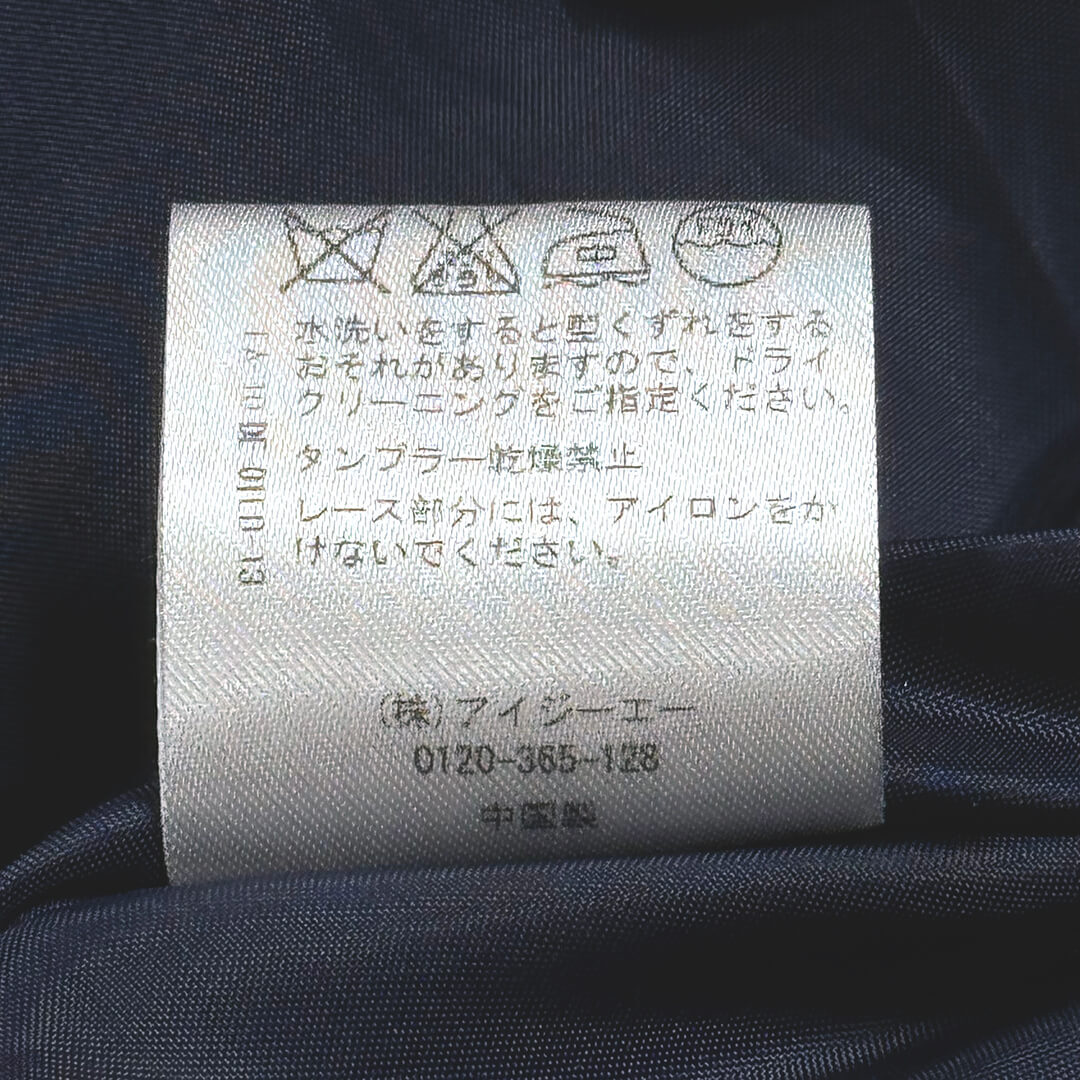 中
水洗いをすると型くずれをする
おそれがありますので、ドライ
クリーニングをご指定ください。
タンブラー乾燥禁止
レース部分には、アイロンをか
けないでください。
(株)アイジーエー
0120-365-128
中国製